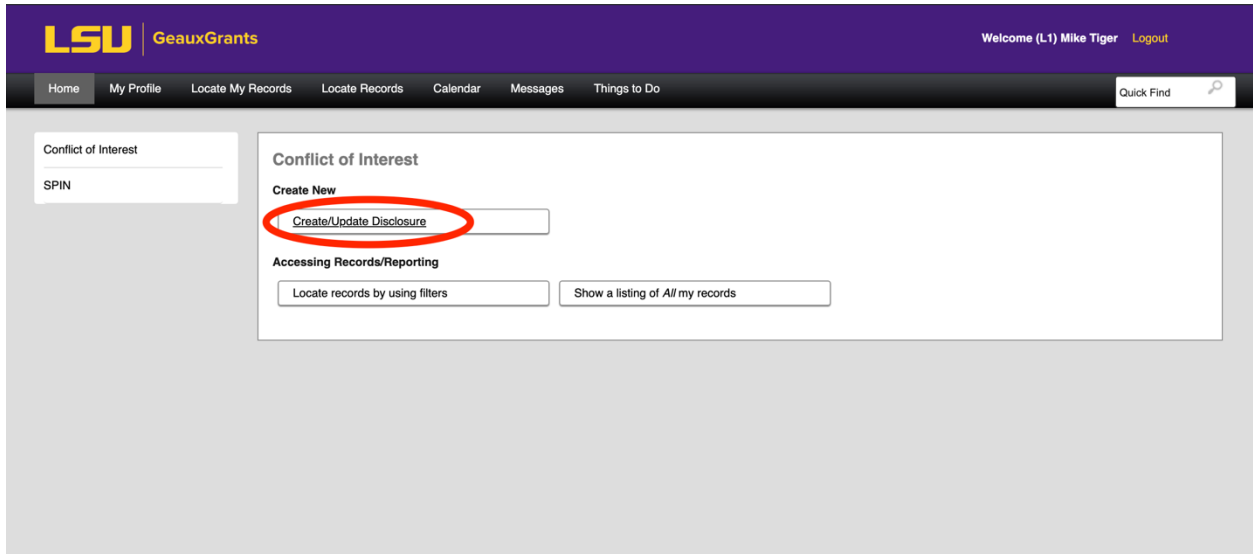 LSU GeauxGrants Welcome (L1) Mike Tiger Logout
Home My Profile Locate My Records Locate Records Calendar Messages Things to Do Quick Find
Conflict of Interest
SPIN
Conflict of Interest
Create New
Create/Update Disclosure
Accessing Records/Reporting
Locate records by using filters Show a listing of All my records